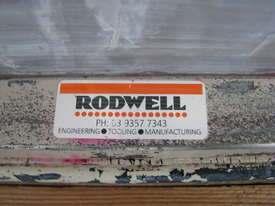 RODWELL
PH: 03 9357 7343
ENGINEERING ● TOOLING ● MANUFACTURING